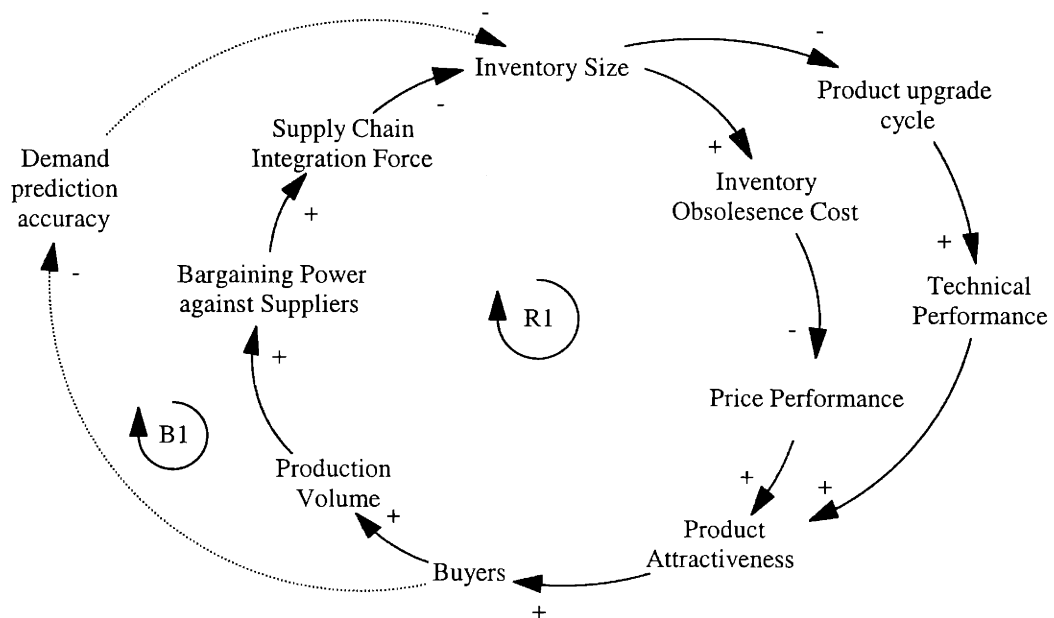 -
-
Inventory Size
Product upgrade
cycle
-
Supply Chain
Integration Force
+
Demand
prediction
accuracy
Inventory
Obsolesence Cost
+
+
-
Bargaining Power
against Suppliers
Technical
Performance
R1
-
+
Price Performance
B1
Production
Volume
+
+
+
Product
Attractiveness
Buyers
+